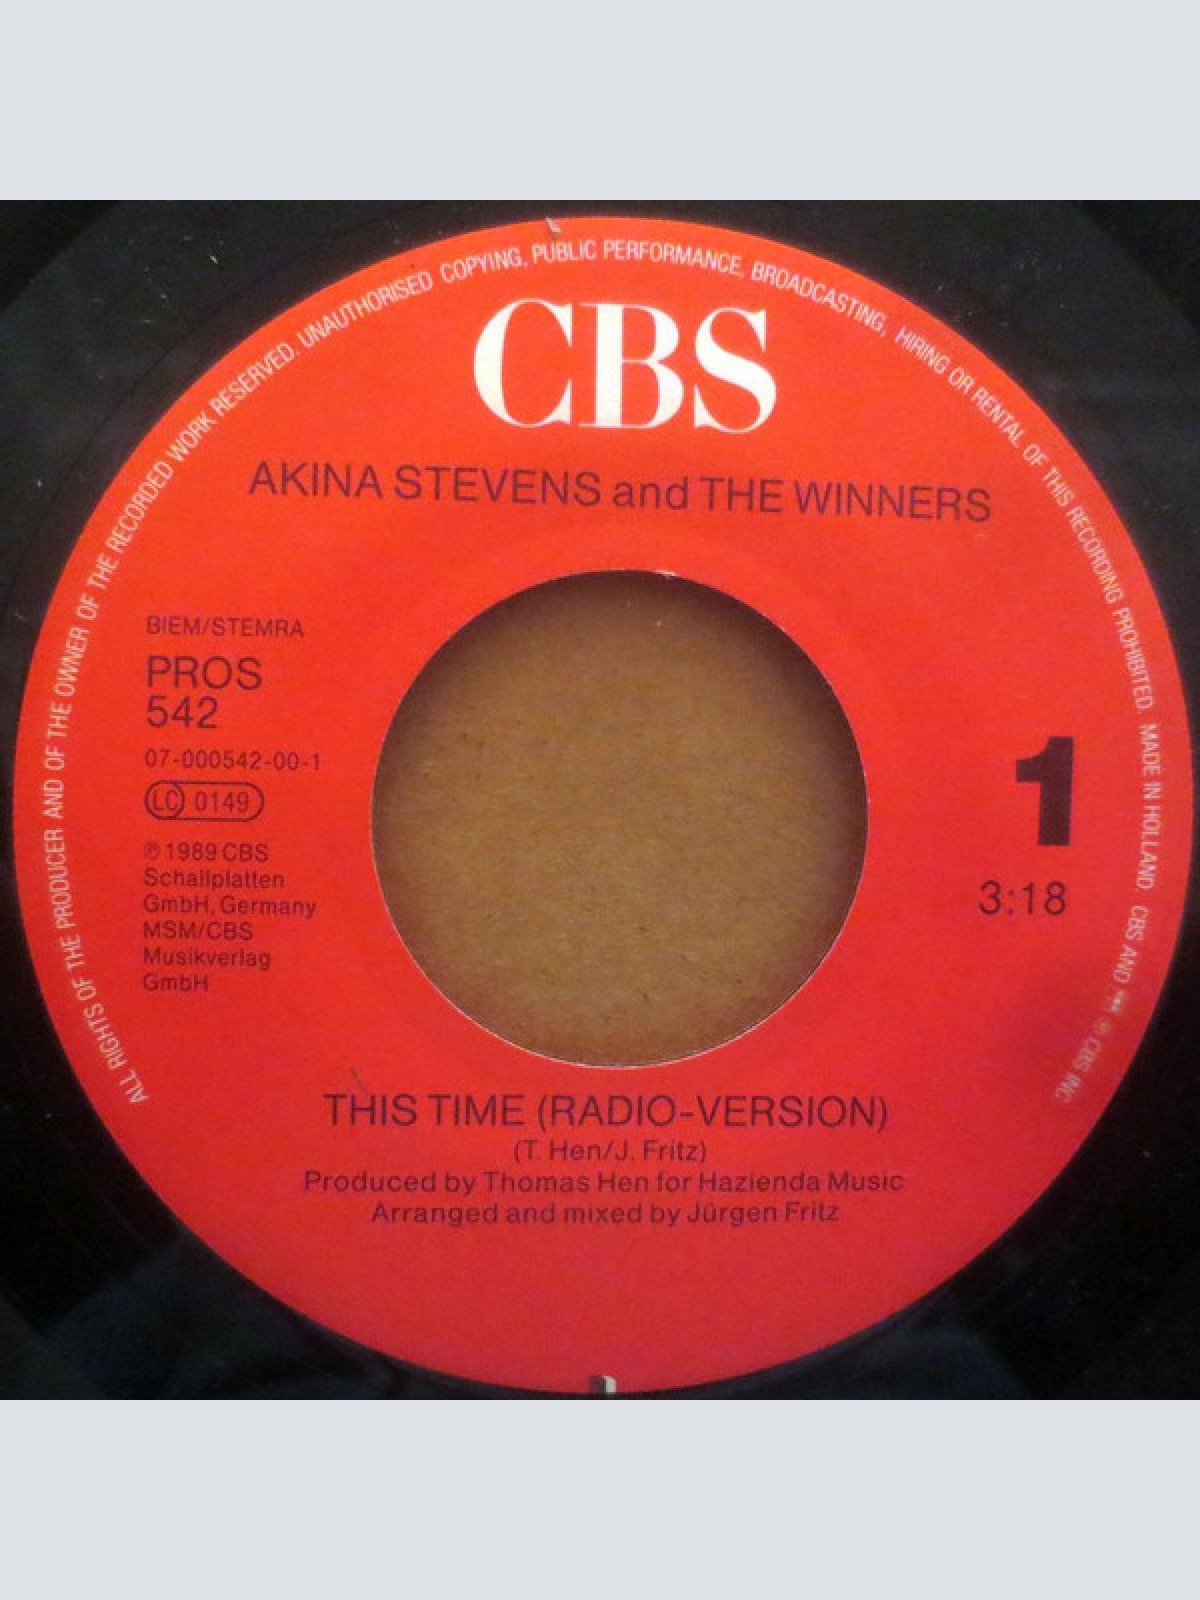 ALL RIGHTS OF THE PRODUCER AND OF THE OWNER OF THE RECORDED WORK RESERVED. UNAUTHORISED COPYING, PUBLIC PERFORMANCE, BROADCASTING, HIRING OR RENTAL OF THIS RECORDING PROHIBITED. MADE IN HOLLAND. CBS AND CBS INC
CBS
AKINA STEVENS and THE WINNERS
BIEM/STEMRA
PROS
542
07-000542-00-1
LC 0149
℗ 1989 CBS
Schallplatten
GmbH, Germany
MSM/CBS
Musikverlag
GmbH
1
3:18
THIS TIME (RADIO-VERSION)
(T. Hen/J. Fritz)
Produced by Thomas Hen for Hazienda Music
Arranged and mixed by Jürgen Fritz